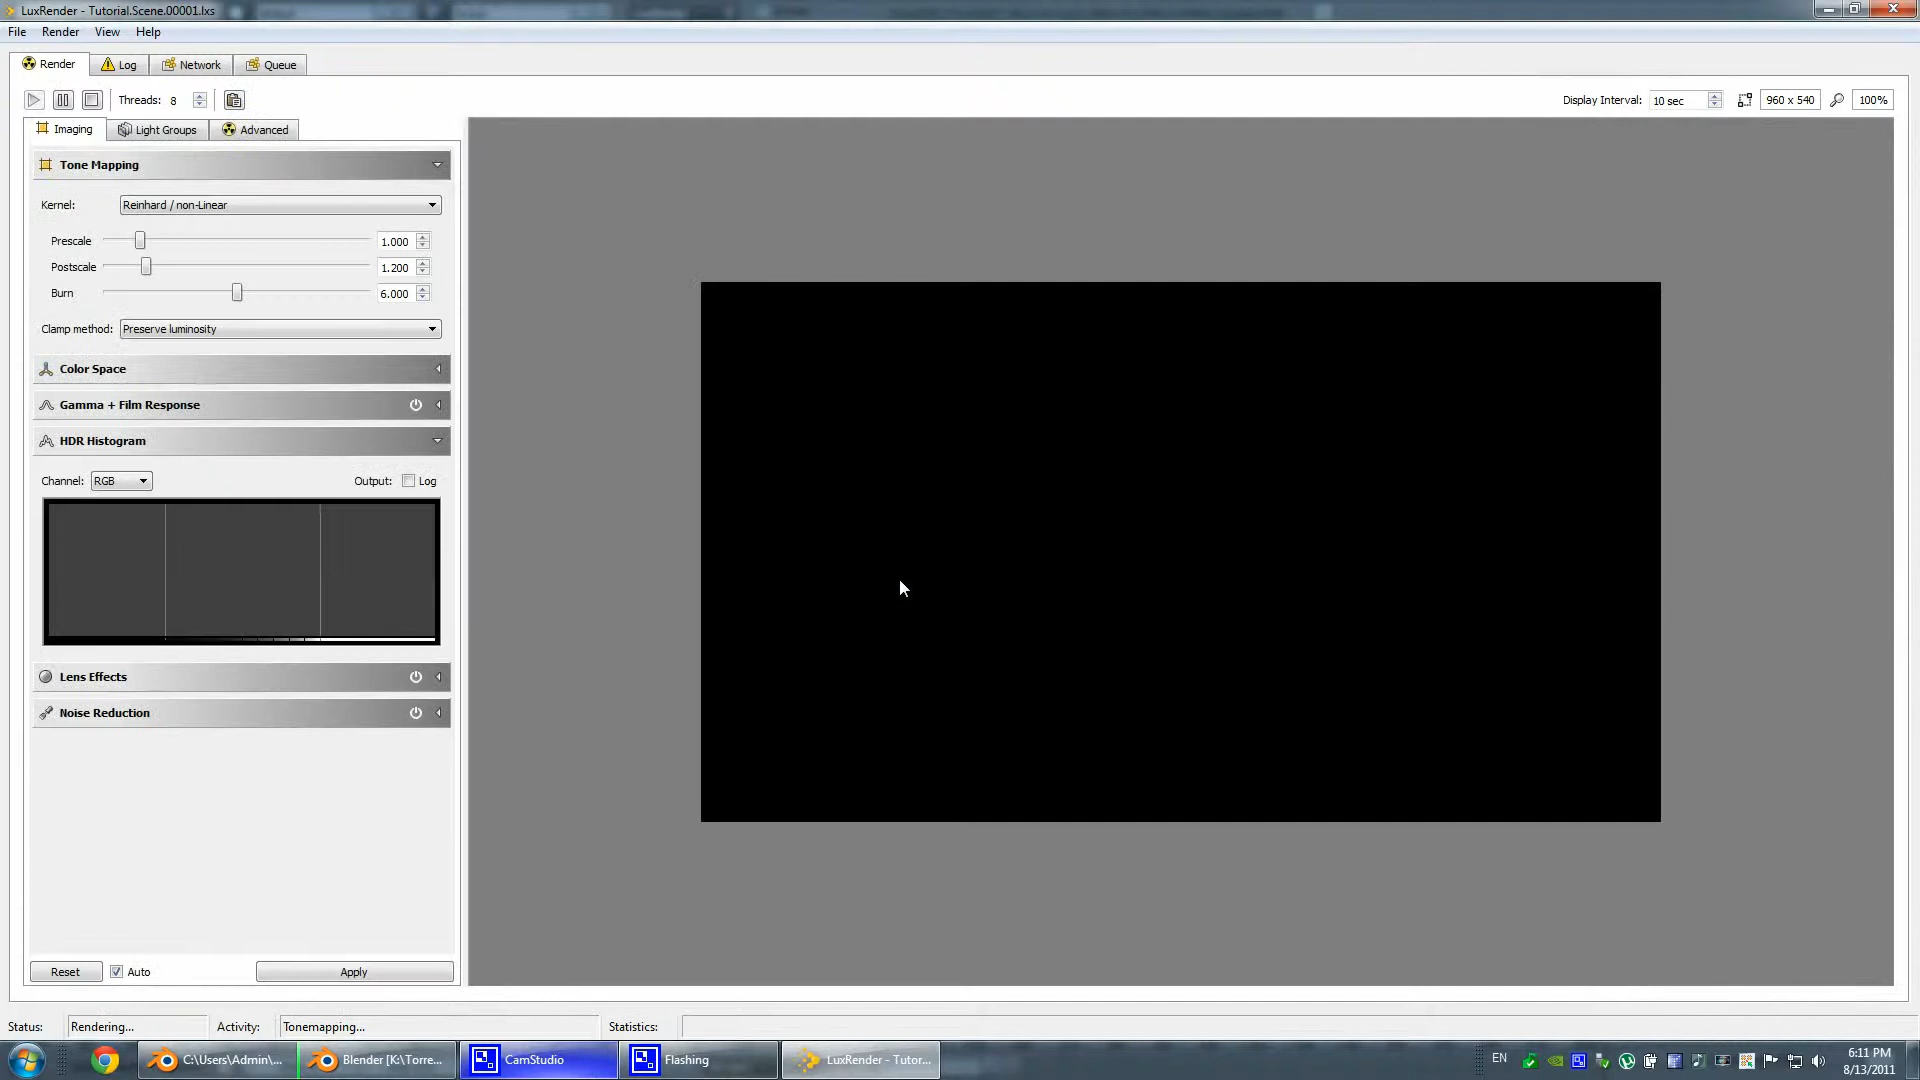 LuxRender - Tutorial.Scene.00001.lxs
File Render View Help
Render Log Network Queue
Threads: 8
Display Interval: 10 sec 960 x 540 100%
Imaging Light Groups Advanced
Tone Mapping
Kernel: Reinhard / non-Linear
Prescale 1.000
Postscale 1.200
Burn 6.000
Clamp method: Preserve luminosity
Color Space
Gamma + Film Response
HDR Histogram
Channel: RGB Output: Log
Lens Effects
Noise Reduction
Reset Auto Apply
Status: Rendering... Activity: Tonemapping... Statistics:
C:\Users\Admin\... Blender [K:\Torre... CamStudio Flashing LuxRender - Tutor... EN 6:11 PM
8/13/2011